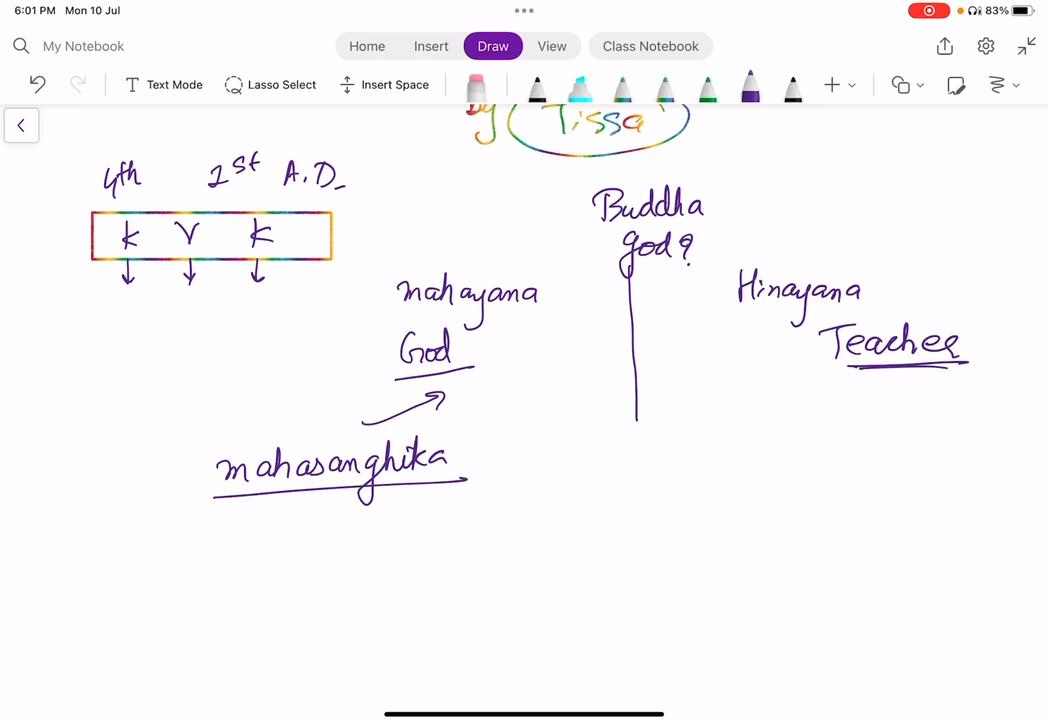 6:01 PM Mon 10 Jul
83%
My Notebook
Home Insert Draw View Class Notebook
Text Mode Lasso Select Insert Space
by Tissa
4th 1st A.D.
K V K
Buddha
god?
mahayana
God
Hinayana
Teacher
mahasanghika